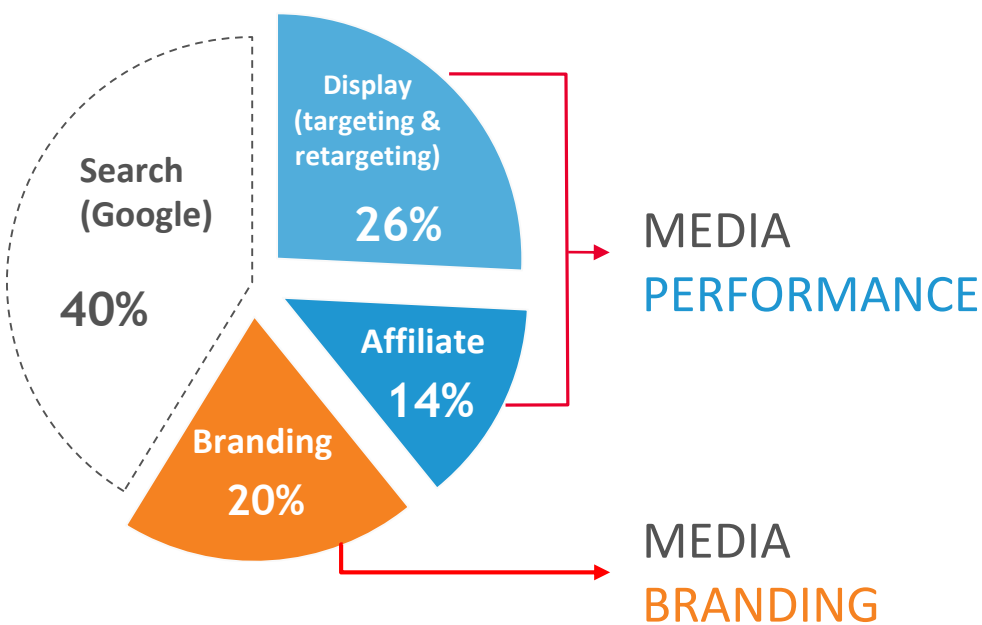 Display
(targeting &
retargeting)
26%
Search
(Google)
40%
Affiliate
14%
Branding
20%
MEDIA
PERFORMANCE
MEDIA
BRANDING